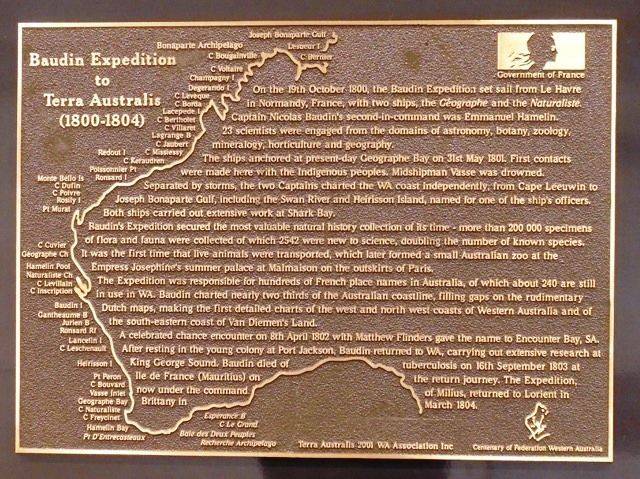 Joseph Bonaparte Gulf
Lesueur I
Bonaparte Archipelago
C Bougainville
C Bernier
C Voltaire
Champagny I
Degerando I
C Leveque
C Borda
Lacepede I
C Bertholet
C Villaret
Lagrange B
C Jaubert
C Missiessy
Redout I
C Keraudren
Poissonnier Pt
Ronsard I
Monte Bello Is
C Dufin
C Poivre
Rosily I
Pt Murat
C Cuvier
Géographe Ch
Hamelin Pool
Naturaliste Ch
C Levillain
C Inscription
Baudin I
Gantheaume B
Jurien B
Ronsard Rf
Lancelin I
C Leschenault
Heirisson I
Pt Peron
C Bouvard
Vasse Inlet
Geographe Bay
C Naturaliste
C Freycinet
Hamelin Bay
Pt D'Entrecasteaux
Esperance B
C Le Grand
Baie des Deux Peuples
Recherche Archipelago
Baudin Expedition
to
Terra Australis
(1800-1804)
Government of France
On the 19th October 1800, the Baudin Expedition set sail from Le Havre
in Normandy, France, with two ships, the Géographe and the Naturaliste.
Captain Nicolas Baudin's second-in-command was Emmanuel Hamelin.
23 scientists were engaged from the domains of astronomy, botany, zoology,
mineralogy, horticulture and geography.
The ships anchored at present-day Geographe Bay on 31st May 1801. First contacts
were made here with the Indigenous peoples. Midshipman Vasse was drowned.
Separated by storms, the two Captains charted the WA coast independently, from Cape Leeuwin to
Joseph Bonaparte Gulf, including the Swan River and Heirisson Island, named for one of the ship's officers.
Both ships carried out extensive work at Shark Bay.
Baudin's Expedition secured the most valuable natural history collection of its time - more than 200 000 specimens
of flora and fauna were collected of which 2542 were new to science, doubling the number of known species.
It was the first time that live animals were transported, which later formed a small Australian zoo at the
Empress Josephine's summer palace at Malmaison on the outskirts of Paris.
The Expedition was responsible for hundreds of French place names in Australia, of which about 240 are still
in use in WA. Baudin charted nearly two thirds of the Australian coastline, filling gaps on the rudimentary
Dutch maps, making the first detailed charts of the west and north west coasts of Western Australia and of
the south-eastern coast of Van Diemen's Land.
A celebrated chance encounter on 8th April 1802 with Matthew Flinders gave the name to Encounter Bay, SA.
After resting in the young colony at Port Jackson, Baudin returned to WA, carrying out extensive research at
King George Sound. Baudin died of tuberculosis on 16th September 1803 at
Ile de France (Mauritius) on the return journey. The Expedition,
now under the command of Milius, returned to Lorient in
Brittany in March 1804.
Terra Australis 2001 WA Association Inc
Centenary of Federation Western Australia